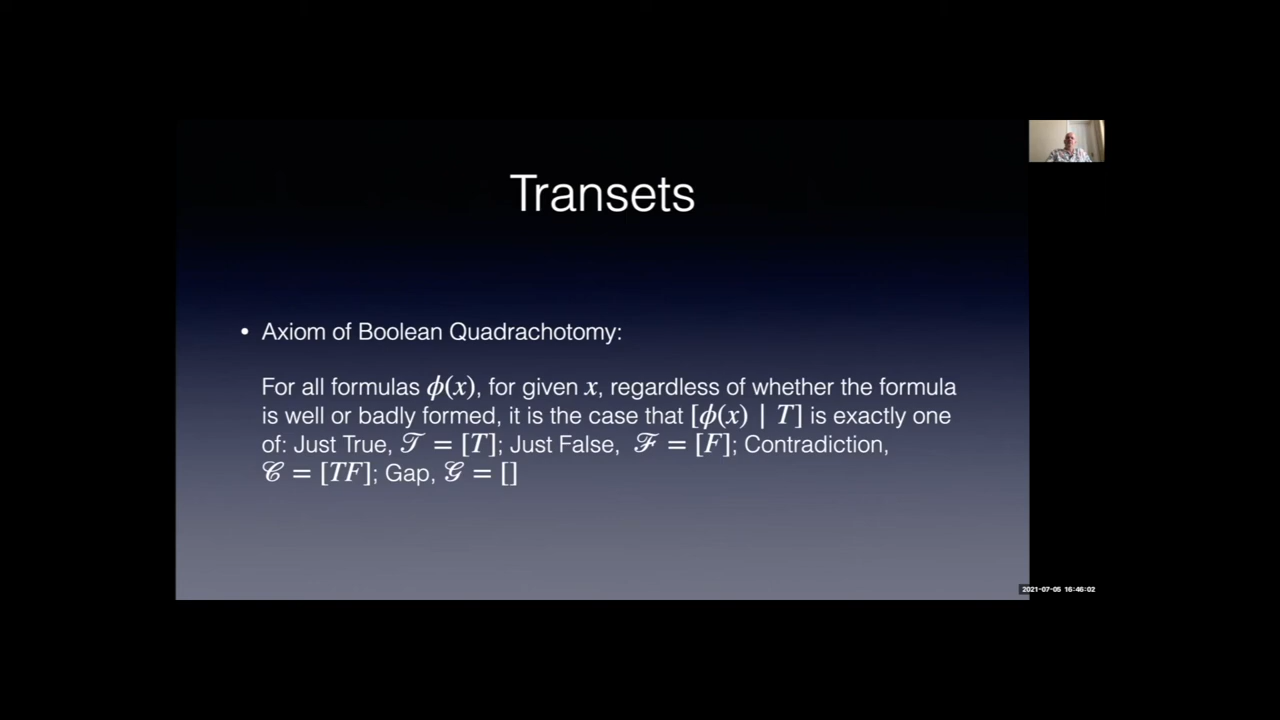 Transets
• Axiom of Boolean Quadrachotomy:
For all formulas ϕ(x), for given x, regardless of whether the formula
is well or badly formed, it is the case that [ϕ(x) | T] is exactly one
of: Just True, 𝒯 = [T]; Just False, ℱ = [F]; Contradiction,
𝒞 = [TF]; Gap, 𝒢 = []
2021-07-05 16:46:02